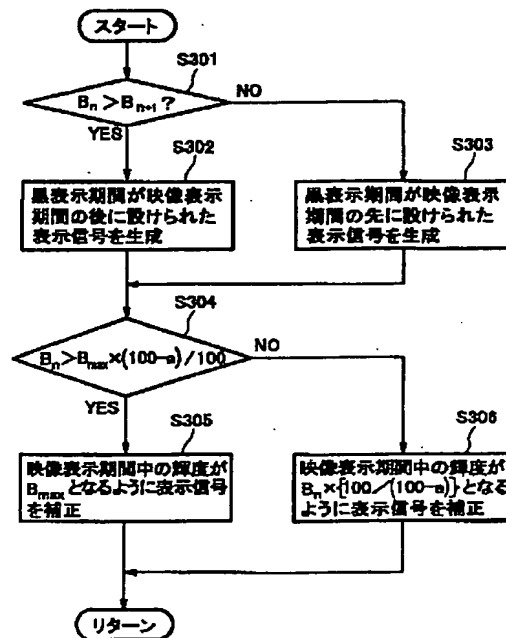 スタート
S301
Bn>Bn+1 ?
NO
YES
S302
S303
黒表示期間が映像表示
期間の後に設けられた
表示信号を生成
黒表示期間が映像表示
期間の先に設けられた
表示信号を生成
S304
Bn>Bmax×(100-a)/100
NO
YES
S305
S306
映像表示期間中の輝度が
Bmaxとなるように表示信号
を補正
映像表示期間中の輝度が
Bn×{100/(100-a)}となる
ように表示信号を補正
リターン